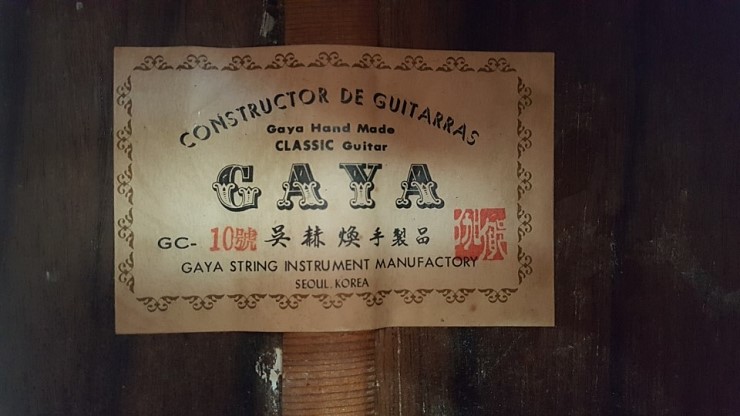 CONSTRUCTOR DE GUITARRAS
Gaya Hand Made
CLASSIC Guitar
GAYA
GC- 10號 吳赫煥 手製品
GAYA STRING INSTRUMENT MANUFACTORY
SEOUL. KOREA